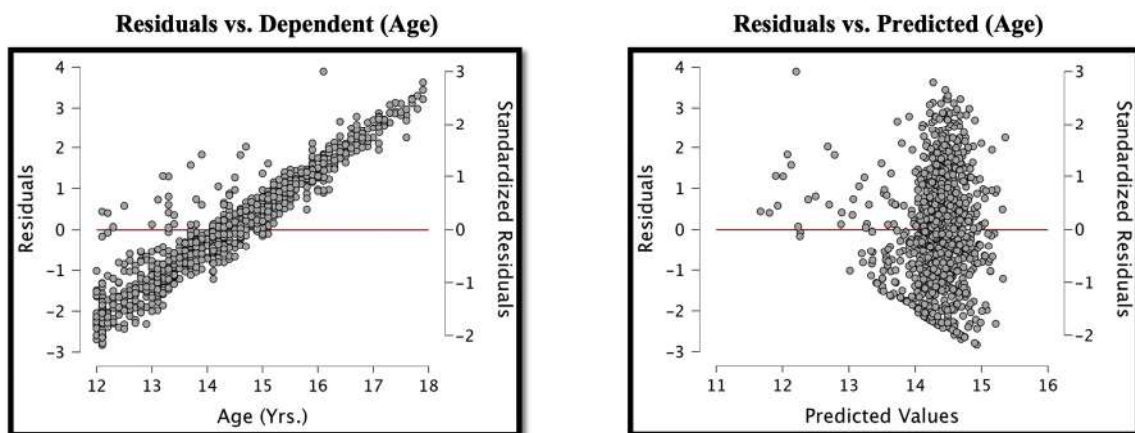 Residuals vs. Dependent (Age)
4
3
2
1
0
-1
-2
-3
Residuals
3
2
1
0
-1
-2
Standardized Residuals
12 13 14 15 16 17 18
Age (Yrs.)
Residuals vs. Predicted (Age)
4
3
2
1
0
-1
-2
-3
Residuals
3
2
1
0
-1
-2
Standardized Residuals
11 12 13 14 15 16
Predicted Values